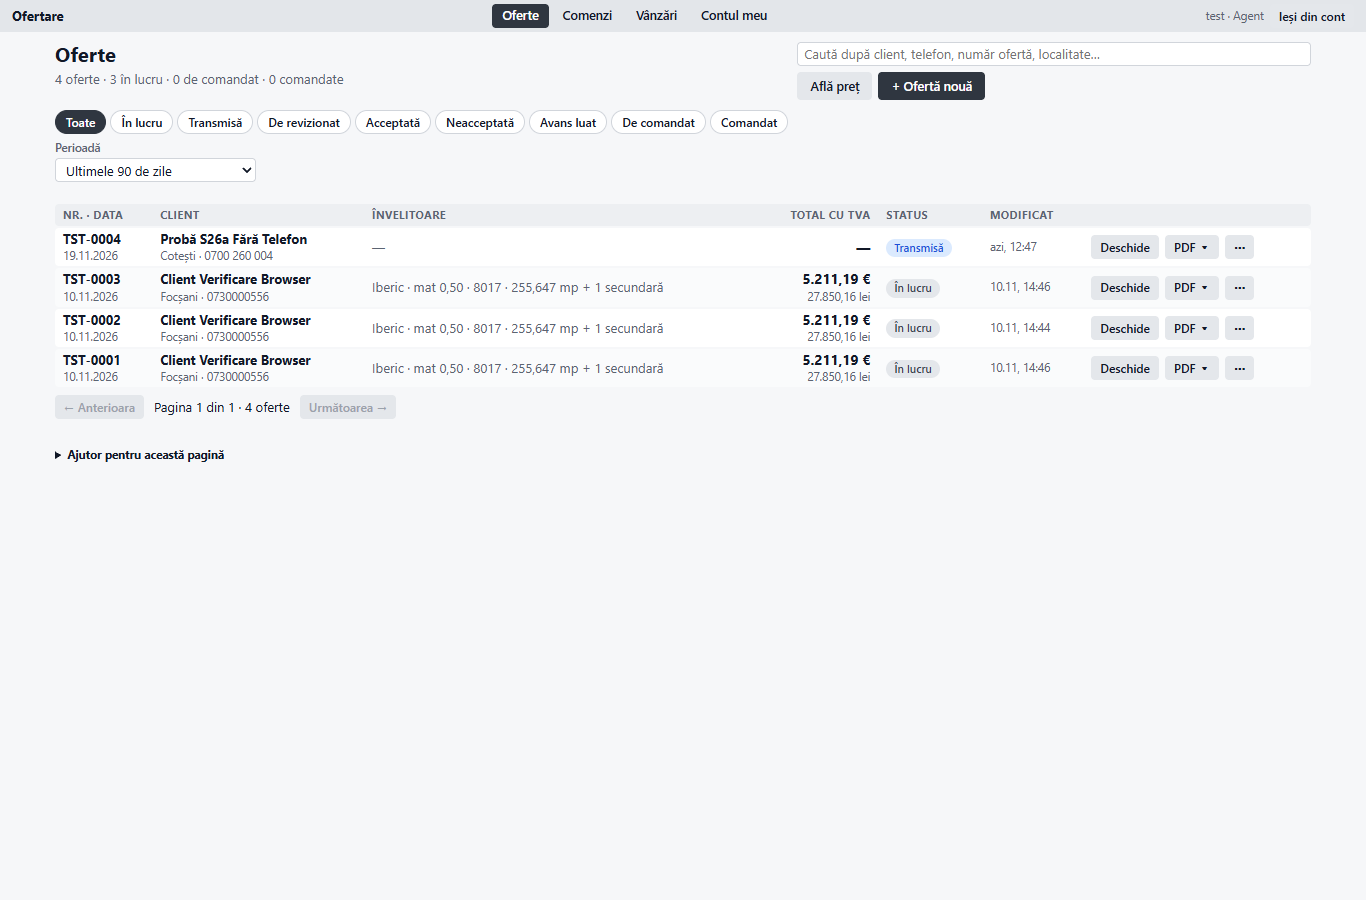 Ofertare Oferte Comenzi Vânzări Contul meu test · Agent Ieși din cont
Oferte
4 oferte · 3 în lucru · 0 de comandat · 0 comandate
Caută după client, telefon, număr ofertă, localitate...
Află preț + Ofertă nouă
Toate În lucru Transmisă De revizionat Acceptată Neacceptată Avans luat De comandat Comandat
Perioadă
Ultimele 90 de zile
NR. · DATA CLIENT ÎNVELITOARE TOTAL CU TVA STATUS MODIFICAT
TST-0004 Probă S26a Fără Telefon — — Transmisă azi, 12:47 Deschide PDF ▾ ···
19.11.2026 Cotești · 0700 260 004
TST-0003 Client Verificare Browser Iberic · mat 0,50 · 8017 · 255,647 mp + 1 secundară 5.211,19 € În lucru 10.11, 14:46 Deschide PDF ▾ ···
10.11.2026 Focșani · 0730000556 27.850,16 lei
TST-0002 Client Verificare Browser Iberic · mat 0,50 · 8017 · 255,647 mp + 1 secundară 5.211,19 € În lucru 10.11, 14:44 Deschide PDF ▾ ···
10.11.2026 Focșani · 0730000556 27.850,16 lei
TST-0001 Client Verificare Browser Iberic · mat 0,50 · 8017 · 255,647 mp + 1 secundară 5.211,19 € În lucru 10.11, 14:46 Deschide PDF ▾ ···
10.11.2026 Focșani · 0730000556 27.850,16 lei
← Anterioara Pagina 1 din 1 · 4 oferte Următoarea →
▶ Ajutor pentru această pagină